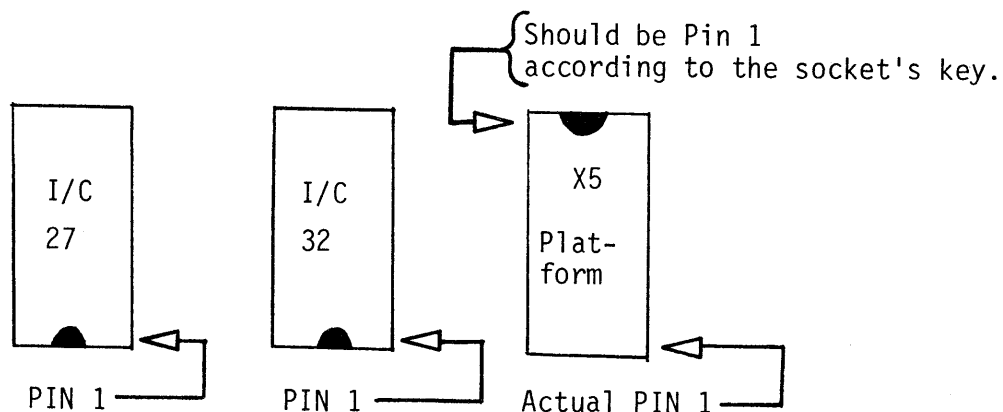 Should be Pin 1
according to the socket's key.
I/C
27
PIN 1
I/C
32
PIN 1
X5
Plat-
form
Actual PIN 1